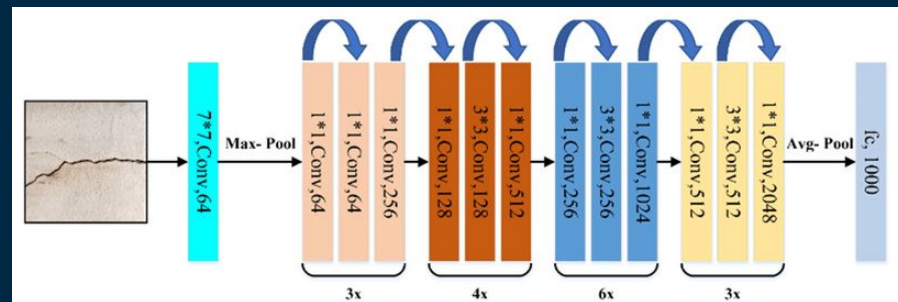 7*7,Conv,64
Max- Pool
1*1,Conv,64
1*1,Conv,64
1*1,Conv,256
1*1,Conv,128
3*3,Conv,128
1*1,Conv,512
1*1,Conv,256
3*3,Conv,256
1*1,Conv,1024
1*1,Conv,512
3*3,Conv,512
1*1,Conv,2048
Avg- Pool
fc, 1000
3x
4x
6x
3x